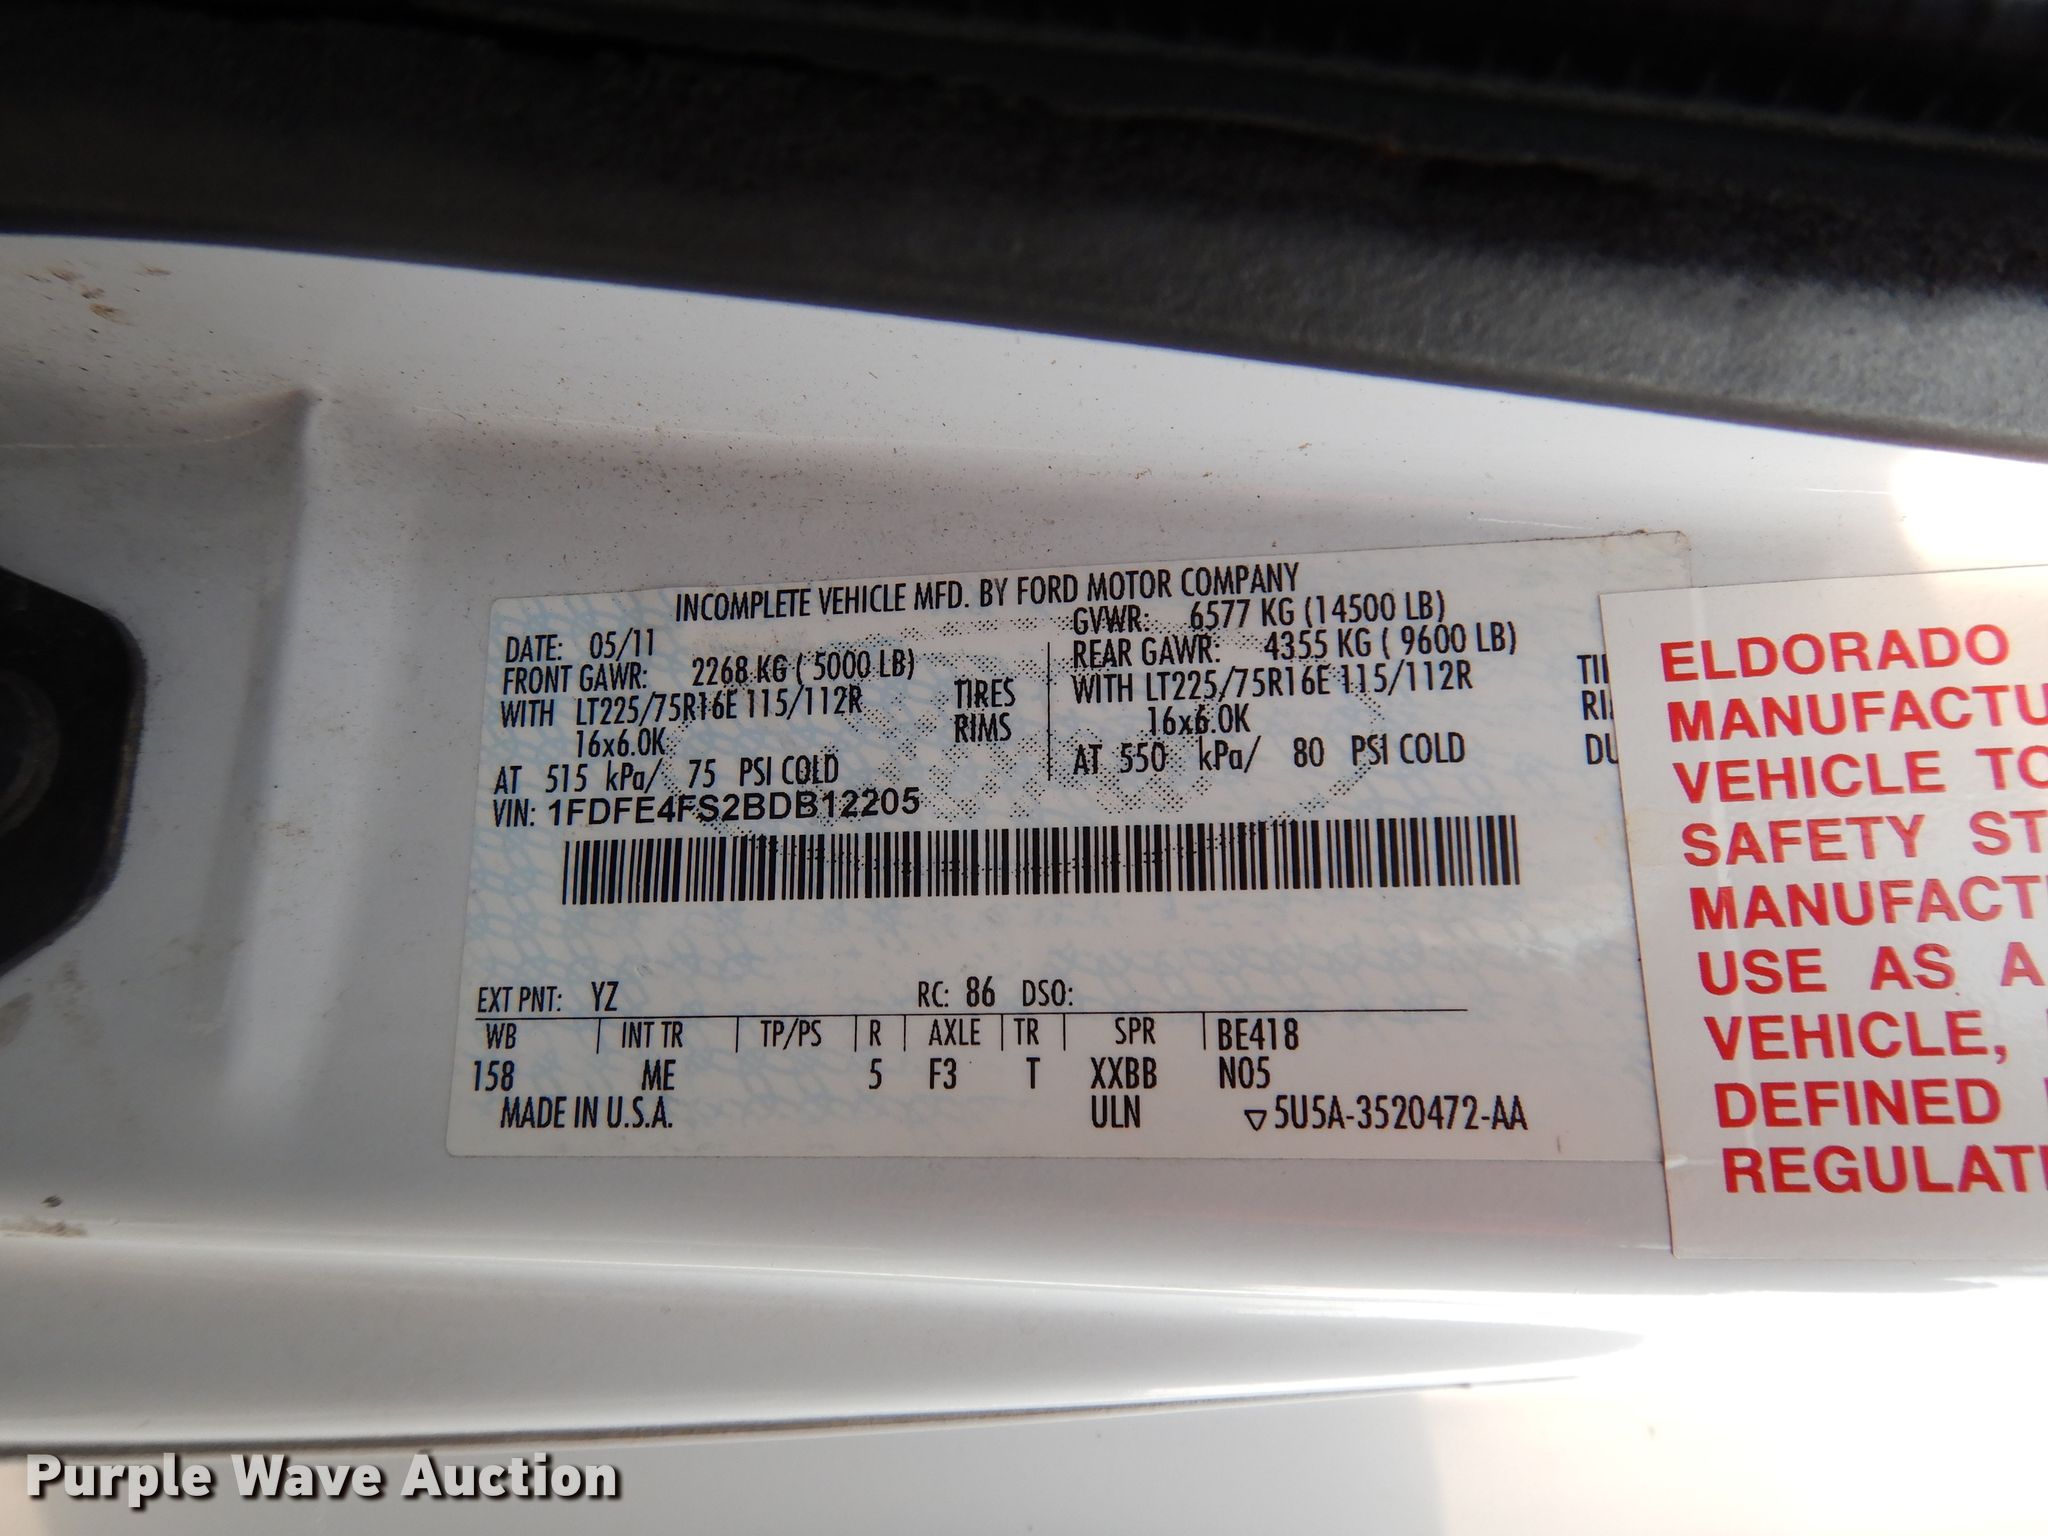 INCOMPLETE VEHICLE MFD. BY FORD MOTOR COMPANY
DATE: 05/11
GVWR: 6577 KG (14500 LB)
FRONT GAWR: 2268 KG ( 5000 LB)
REAR GAWR: 4355 KG ( 9600 LB)
WITH LT225/75R16E 115/112R
TIRES
WITH LT225/75R16E 115/112R
16x6.0K
RIMS
16x6.0K
AT 515 kPa/ 75 PSI COLD
AT 550 kPa/ 80 PSI COLD
VIN: 1FDFE4FS2BDB12205
EXT PNT: YZ RC: 86 DSO:
WB INT TR TP/PS R AXLE TR SPR BE418
158 ME 5 F3 T XXBB N05
MADE IN U.S.A. ULN ▽5U5A-3520472-AA
ELDORADO
MANUFACTU
VEHICLE TO
SAFETY ST
MANUFACT
USE AS A
VEHICLE,
DEFINED
REGULATI
Purple Wave Auction